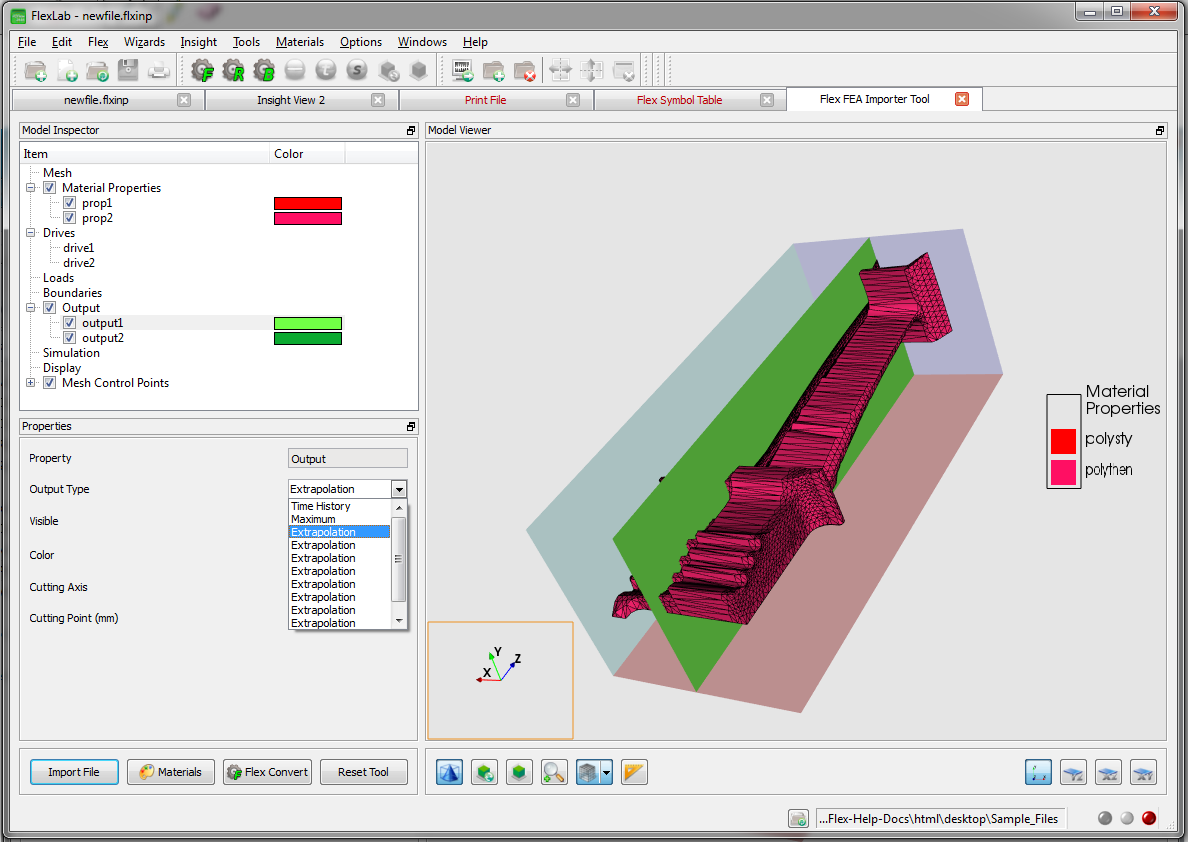 FlexLab - newfile.flxinp
File Edit Flex Wizards Insight Tools Materials Options Windows Help
newfile.flxinp Insight View 2 Print File Flex Symbol Table Flex FEA Importer Tool
Model Inspector
Item Color
Mesh
Material Properties
prop1
prop2
Drives
drive1
drive2
Loads
Boundaries
Output
output1
output2
Simulation
Display
Mesh Control Points
Properties
Property Output
Output Type Extrapolation
Time History
Maximum
Extrapolation
Extrapolation
Extrapolation
Extrapolation
Extrapolation
Extrapolation
Extrapolation
Extrapolation
Visible
Color
Cutting Axis
Cutting Point (mm)
Import File Materials Flex Convert Reset Tool
Model Viewer
Material
Properties
polysty
polythen
Y
Z
X
...Flex-Help-Docs\html\desktop\Sample_Files